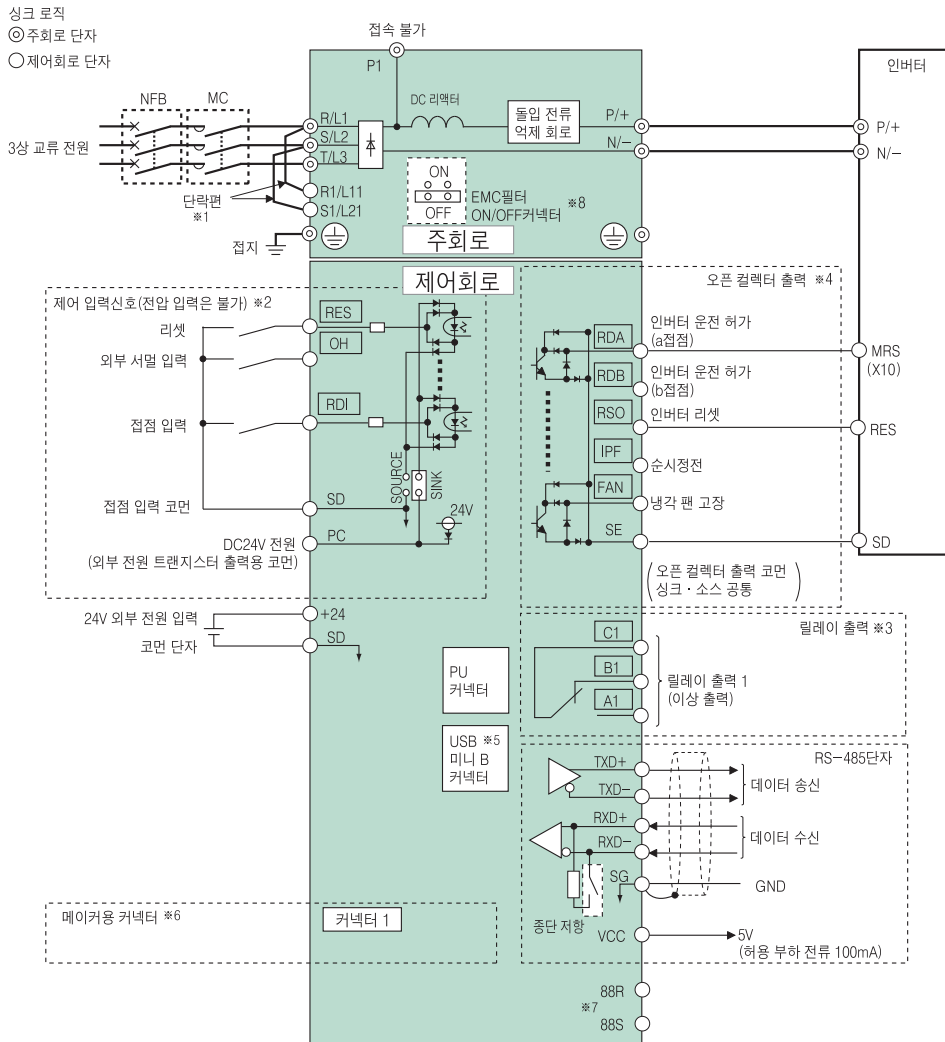 싱크 로직
◎ 주회로 단자
○ 제어회로 단자
접속 불가
P1
인버터
NFB
MC
3상 교류 전원
R/L1
S/L2
T/L3
R1/L11
S1/L21
단락편
※1
접지
DC 리액터
돌입 전류
억제 회로
P/+
N/−
P/+
N/−
ON
OFF
EMC필터
ON/OFF커넥터
※8
주회로
제어회로
제어 입력신호(전압 입력은 불가) ※2
리셋
외부 서멀 입력
접점 입력
접점 입력 코먼
DC24V 전원
(외부 전원 트랜지스터 출력용 코먼)
RES
OH
RDI
SD
PC
SOURCE
SINK
24V
오픈 컬렉터 출력 ※4
RDA
인버터 운전 허가
(a접점)
RDB
인버터 운전 허가
(b접점)
RSO
인버터 리셋
IPF
순시정전
FAN
냉각 팬 고장
SE
(오픈 컬렉터 출력 코먼
싱크・소스 공통)
MRS
(X10)
RES
SD
24V 외부 전원 입력
코먼 단자
+24
SD
릴레이 출력 ※3
C1
B1
A1
릴레이 출력 1
(이상 출력)
PU
커넥터
USB ※5
미니 B
커넥터
RS−485단자
TXD+
TXD−
데이터 송신
RXD+
RXD−
데이터 수신
SG
GND
종단 저항
VCC
5V
(허용 부하 전류 100mA)
메이커용 커넥터 ※6
커넥터 1
88R
※7
88S